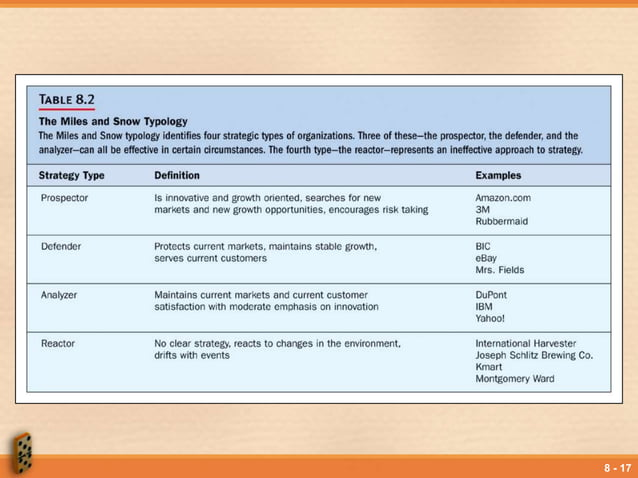 TABLE 8.2
The Miles and Snow Typology
The Miles and Snow typology identifies four strategic types of organizations. Three of these—the prospector, the defender, and the
analyzer—can all be effective in certain circumstances. The fourth type—the reactor—represents an ineffective approach to strategy.
Strategy Type Definition Examples
Prospector Is innovative and growth oriented, searches for new Amazon.com
markets and new growth opportunities, encourages risk taking 3M
Rubbermaid
Defender Protects current markets, maintains stable growth, BIC
serves current customers eBay
Mrs. Fields
Analyzer Maintains current markets and current customer DuPont
satisfaction with moderate emphasis on innovation IBM
Yahoo!
Reactor No clear strategy, reacts to changes in the environment, International Harvester
drifts with events Joseph Schlitz Brewing Co.
Kmart
Montgomery Ward
8 - 17